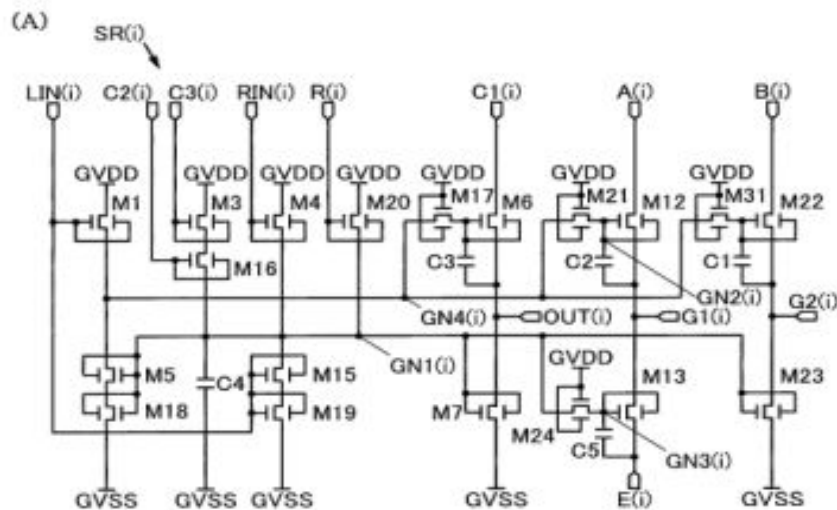 (A)
SR(i)
LIN(i) C2(i) C3(i) RIN(i) R(i) C1(i) A(i) B(i)
GVDD GVDD GVDD GVDD GVDD GVDD GVDD
M1 M3 M4 M20 M17 M6 M21 M12 M31 M22
M16 C3 C2 C1
GN2(i)
GN4(i) OUT(i) G1(i) G2(i)
GN1(i)
GVDD
M5 C4 M15 M13 M23
M18 M19 M7 M24 C5
GN3(i)
GVSS GVSS GVSS GVSS E(i) GVSS